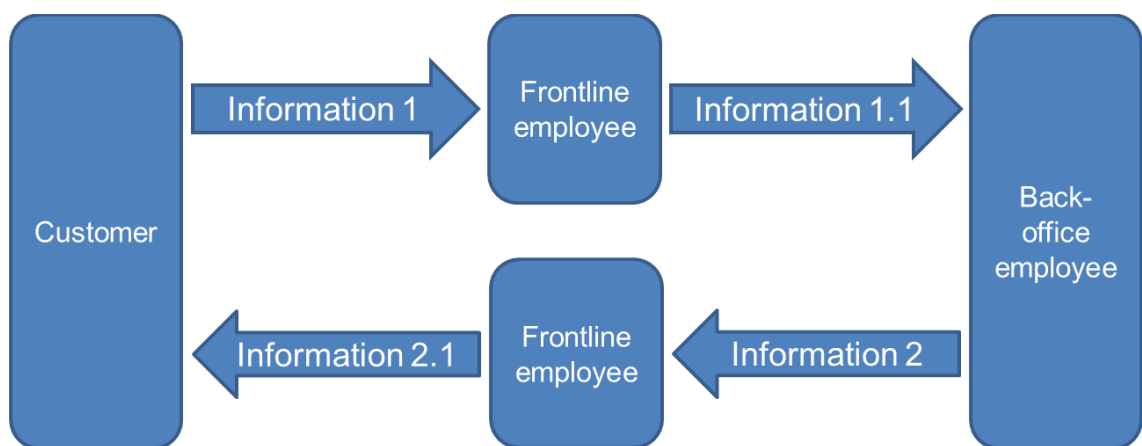 Customer
Information 1
Frontline
employee
Information 1.1
Back-
office
employee
Information 2
Frontline
employee
Information 2.1